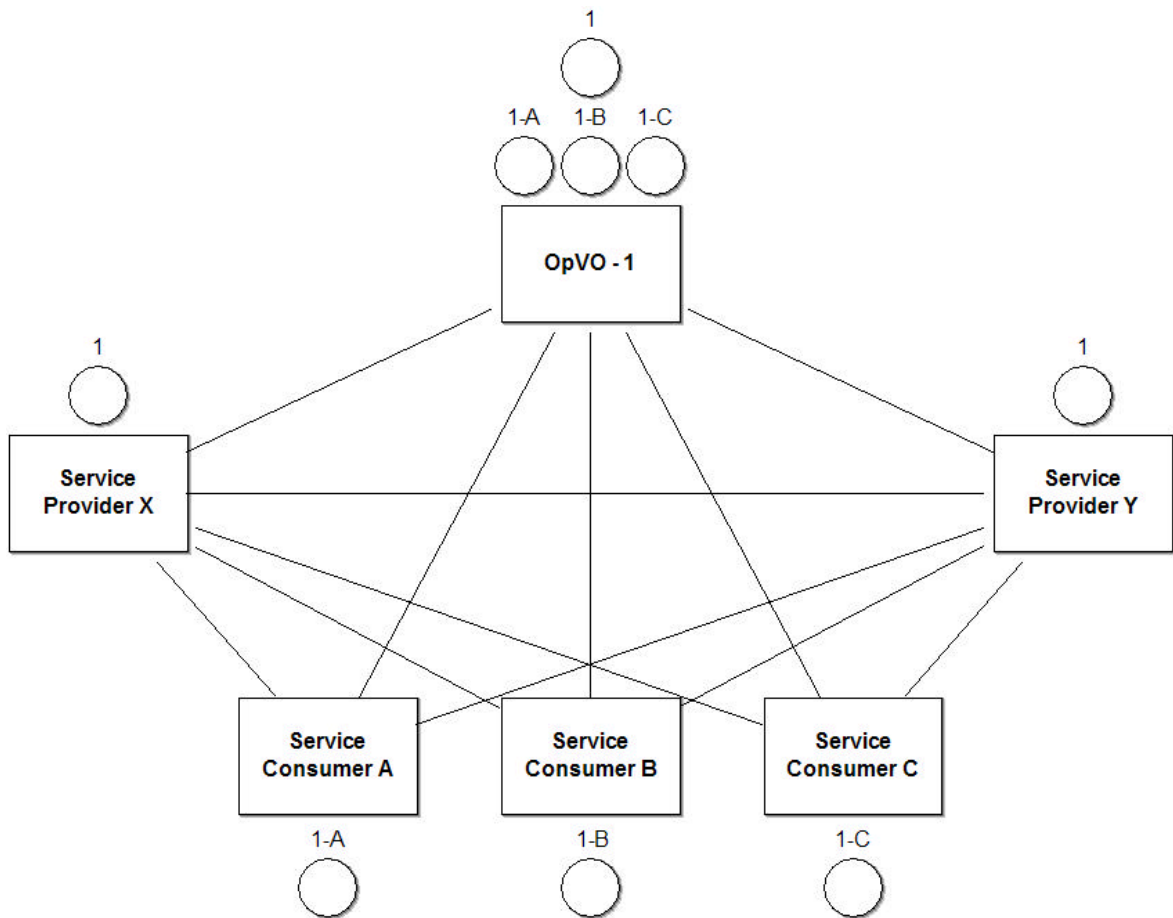 1
1-A 1-B 1-C
OpVO - 1
1
1
Service
Provider X
Service
Provider Y
Service
Consumer A
Service
Consumer B
Service
Consumer C
1-A
1-B
1-C